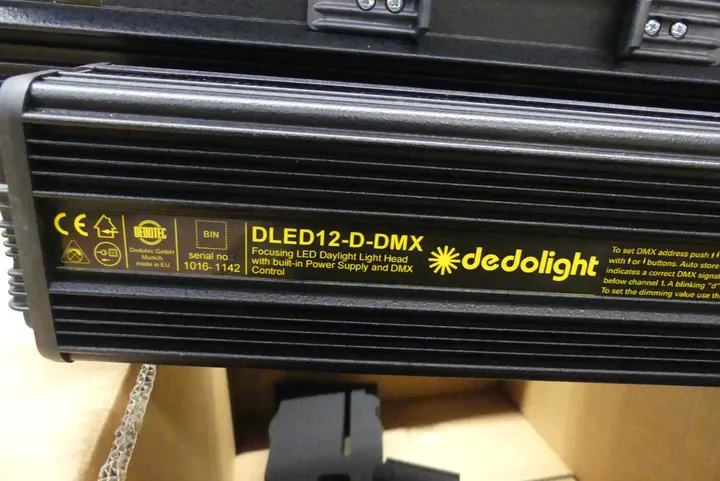 CE
DEDOTEC
Dedotec GmbH
Munich
made in EU
BIN
serial no :
1016- 1142
DLED12-D-DMX
Focusing LED Daylight Light Head
with built-in Power Supply and DMX
Control
dedolight
To set DMX address push
with f or l buttons. Auto store
indicates a correct DMX signal
below channel 1. A blinking "d"
To set the dimming value use